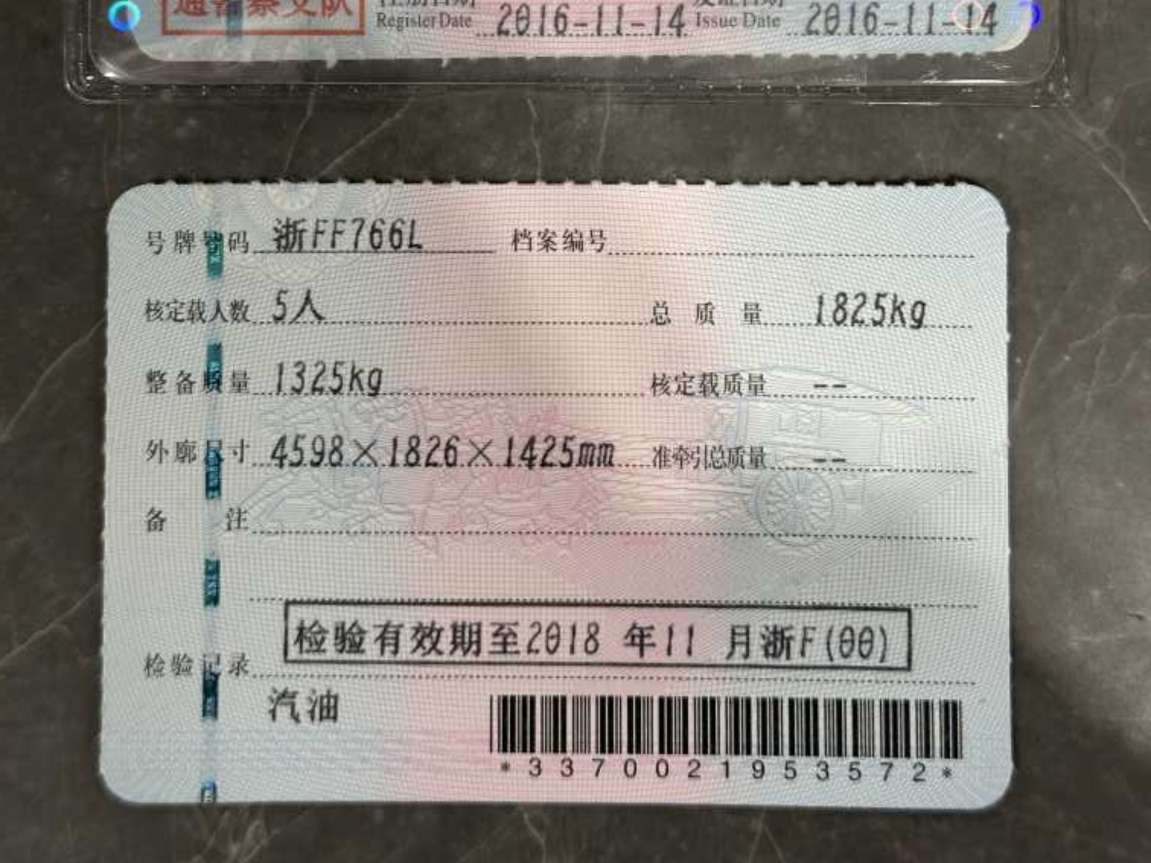 Register Date 2016-11-14 Issue Date 2016-11-14
号牌号码 浙FF766L 档案编号
核定载人数 5人 总质量 1825kg
整备质量 1325kg 核定载质量 --
外廓尺寸 4598×1826×1425mm 准牵引总质量 --
备注
检验有效期至2018 年11 月浙F(00)
检验记录
汽油
*3370021953572*